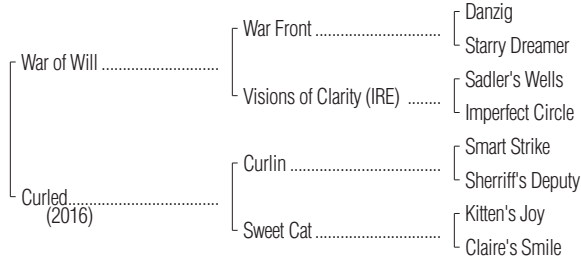 Danzig
War Front ..............................
Starry Dreamer
War of Will .............................
Sadler's Wells
Visions of Clarity (IRE) ........
Imperfect Circle
Smart Strike
Curlin ....................................
Sherriff's Deputy
Curled.....................................
(2016)
Kitten's Joy
Sweet Cat ..............................
Claire's Smile